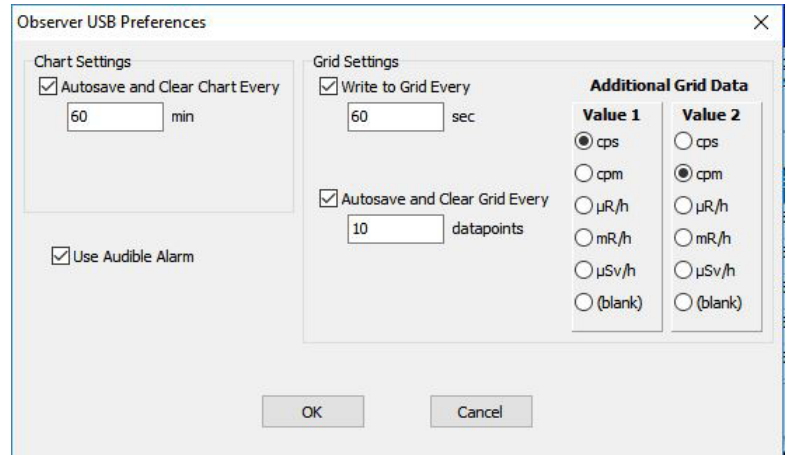 Observer USB Preferences
Chart Settings
Autosave and Clear Chart Every
60 min
Use Audible Alarm
Grid Settings
Write to Grid Every
60 sec
Autosave and Clear Grid Every
10 datapoints
Additional Grid Data
Value 1
cps
cpm
µR/h
mR/h
µSv/h
(blank)
Value 2
cps
cpm
µR/h
mR/h
µSv/h
(blank)
OK
Cancel